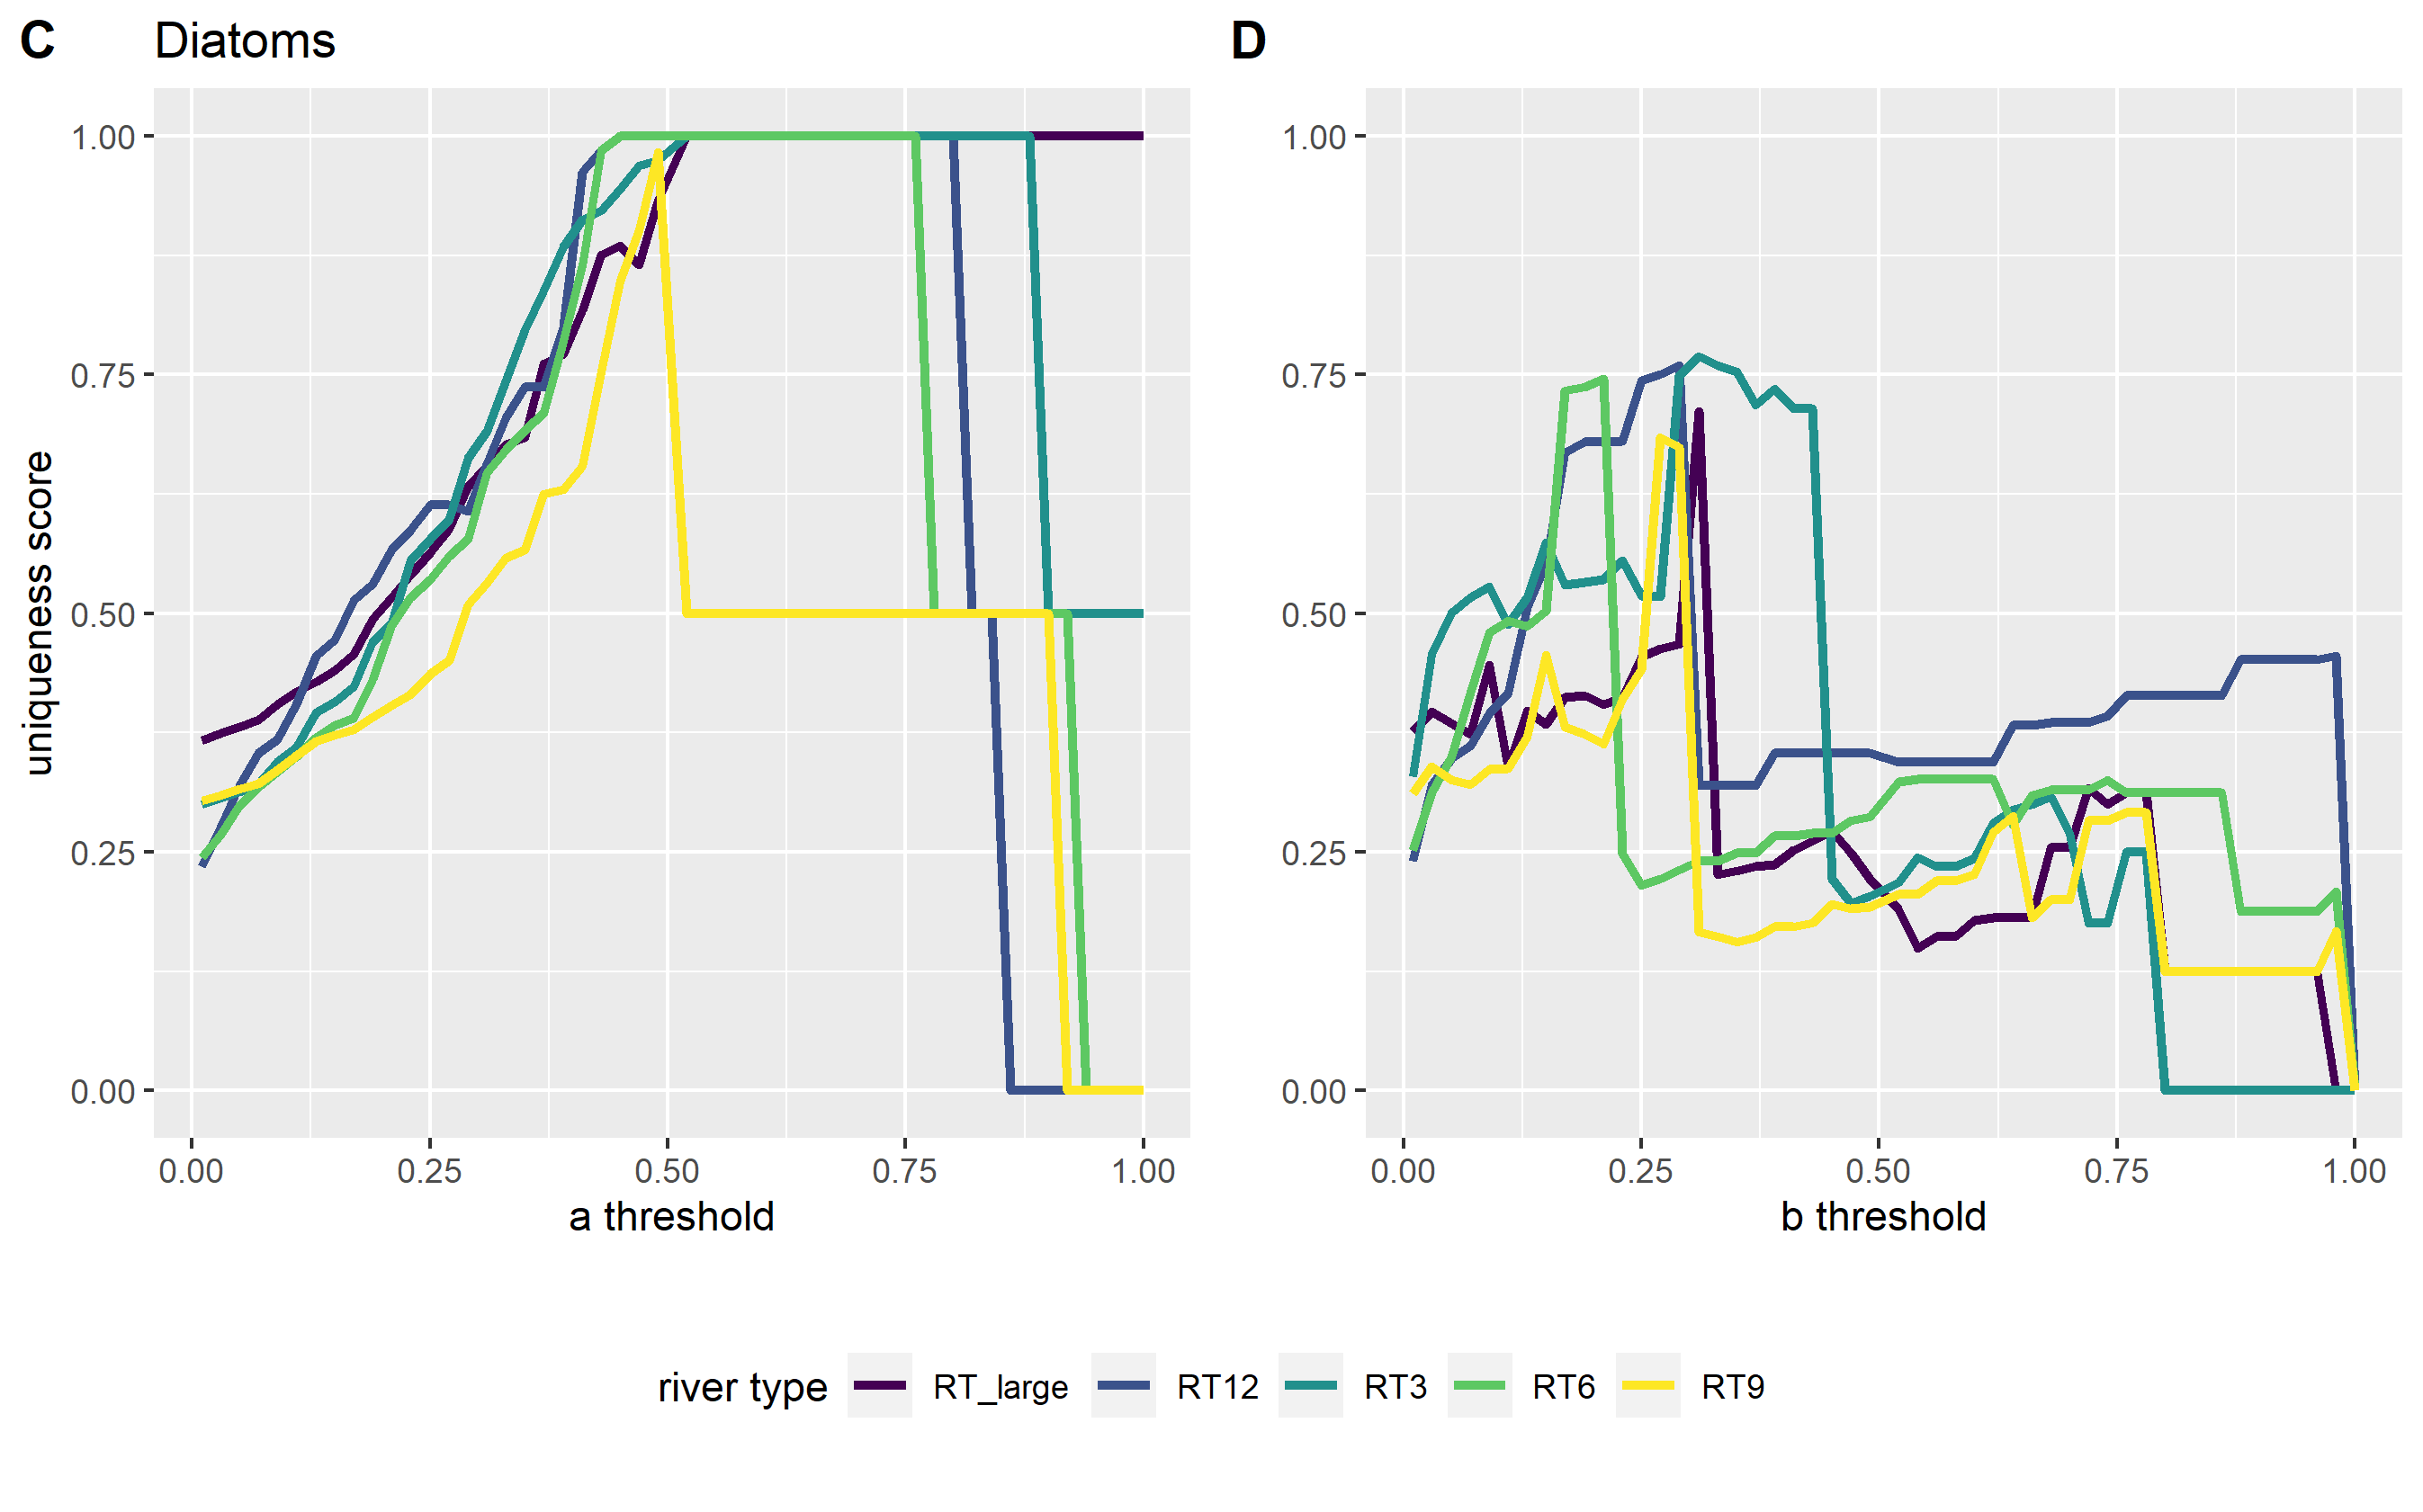 C Diatoms D
uniqueness score
1.00
0.75
0.50
0.25
0.00
0.00 0.25 0.50 0.75 1.00
a threshold
1.00
0.75
0.50
0.25
0.00
0.00 0.25 0.50 0.75 1.00
b threshold
river type RT_large RT12 RT3 RT6 RT9